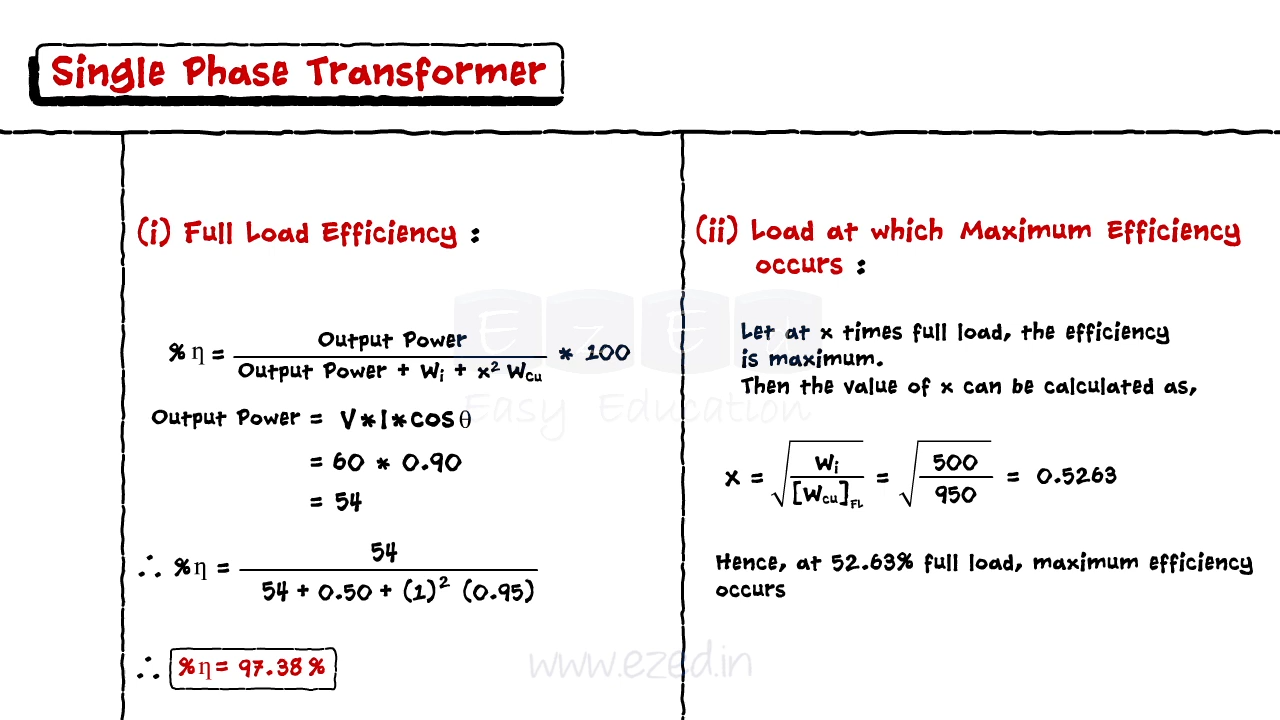 Single Phase Transformer
(i) Full Load Efficiency :
% η = Output Power / Output Power + Wi + x² Wcu * 100
Output Power = V * I * cos θ
= 60 * 0.90
= 54
∴ % η = 54 / 54 + 0.50 + (1)² (0.95)
∴ % η = 97.38 %
(ii) Load at which Maximum Efficiency
occurs :
Let at x times full load, the efficiency
is maximum.
Then the value of x can be calculated as,
x = √ Wi / [Wcu]FL = √ 500 / 950 = 0.5263
Hence, at 52.63% full load, maximum efficiency
occurs
EzEd
Easy Education
www.ezed.in